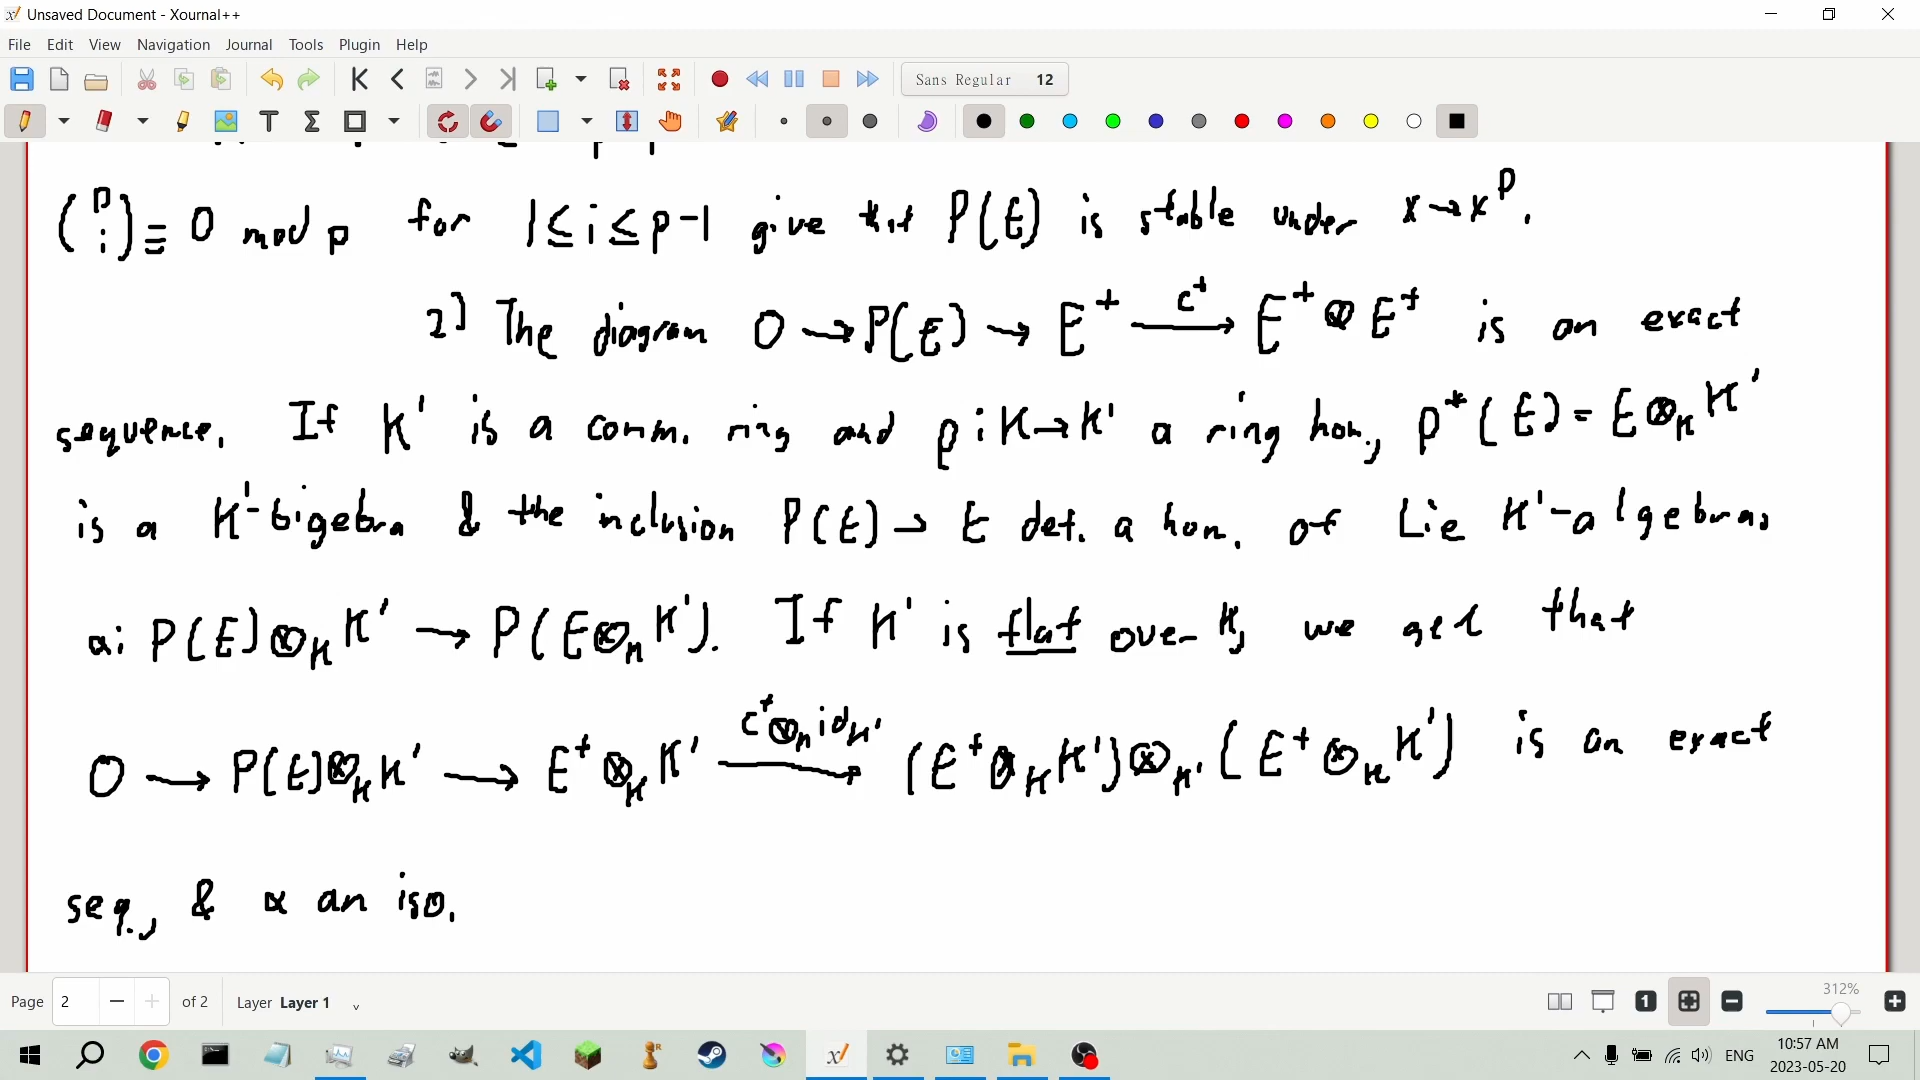 Unsaved Document - Xournal++
File Edit View Navigation Journal Tools Plugin Help
Sans Regular 12
(p i) ≡ 0 mod p for 1 ≤ i ≤ p-1 give that P(E) is stable under x → x^p.
2] The diagram 0 → P(E) → E^+ →^{c^+} E^+ ⊗ E^+ is an exact
sequence. If K' is a comm. ring and p: K → K' a ring hom., p^*(E) = E ⊗_K K'
is a K'-bigebra & the inclusion P(E) → E det. a hom. of Lie K'-algebras
α: P(E) ⊗_K K' → P(E ⊗_K K'). If K' is flat over K, we get that
0 → P(E) ⊗_K K' → E^+ ⊗_K K' →^{c^+ ⊗_K id_{K'}} (E^+ ⊗_K K') ⊗_{K'} (E^+ ⊗_K K') is an exact
seq., & α an iso.
Page 2 of 2 Layer Layer 1 312%
ENG 10:57 AM
2023-05-20